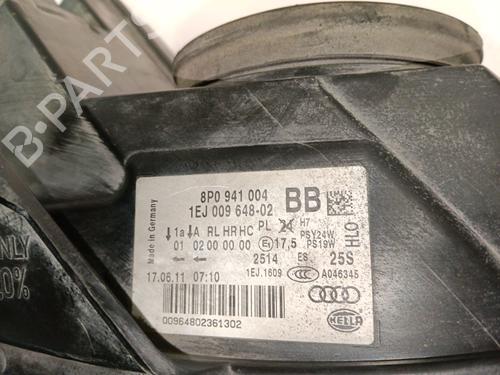 B-PARTS
8P0 941 004
1EJ 009 648-02
BB
Made in Germany
1a A RL HR HC PL 24 H7
PSY24W
01 02 00 00 00 E1 17,5 PS19W
HLO
2514 ES 25S
17.06.11 07:10 1EJ.1609 CCC A046345
00964802361302
HELLA
NLY
0%